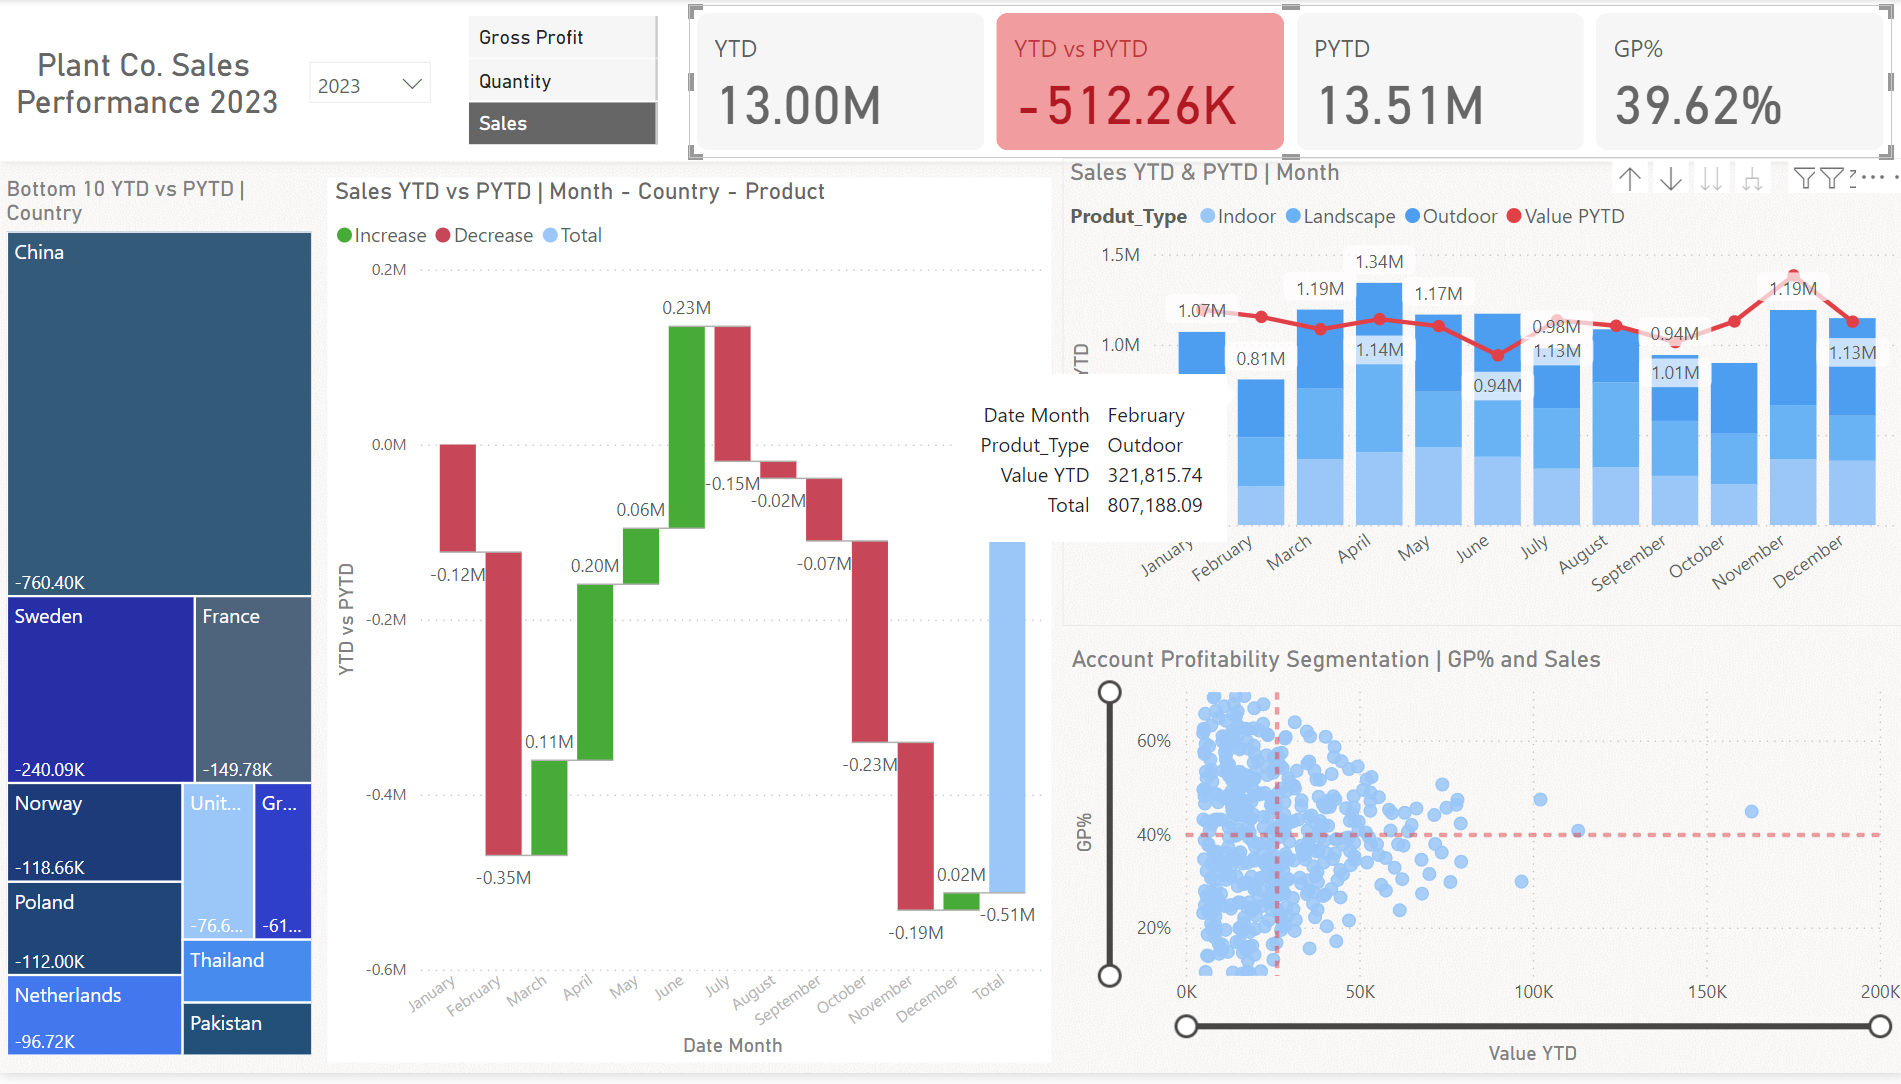 Plant Co. Sales
Performance 2023
2023
Gross Profit
Quantity
Sales
YTD
13.00M
YTD vs PYTD
-512.26K
PYTD
13.51M
GP%
39.62%
Bottom 10 YTD vs PYTD |
Country
China
-760.40K
Sweden
-240.09K
France
-149.78K
Norway
-118.66K
Unit...
-76.6...
Gr...
-61...
Poland
-112.00K
Thailand
Netherlands
-96.72K
Pakistan
Sales YTD vs PYTD | Month - Country - Product
Increase Decrease Total
YTD vs PYTD
0.2M
0.0M
-0.2M
-0.4M
-0.6M
-0.12M
-0.35M
0.11M
0.20M
0.06M
0.23M
-0.15M
-0.02M
-0.07M
-0.23M
-0.19M
0.02M
-0.51M
January
February
March
April
May
June
July
August
September
October
November
December
Total
Date Month
Sales YTD & PYTD | Month
Produt_Type Indoor Landscape Outdoor Value PYTD
1.5M
1.0M
1.07M
0.81M
1.19M
1.34M
1.14M
1.17M
0.94M
0.98M
1.13M
0.94M
1.01M
1.19M
1.13M
Date Month February
Produt_Type Outdoor
Value YTD 321,815.74
Total 807,188.09
January
February
March
April
May
June
July
August
September
October
November
December
Account Profitability Segmentation | GP% and Sales
GP%
60%
40%
20%
0K
50K
100K
150K
200K
Value YTD